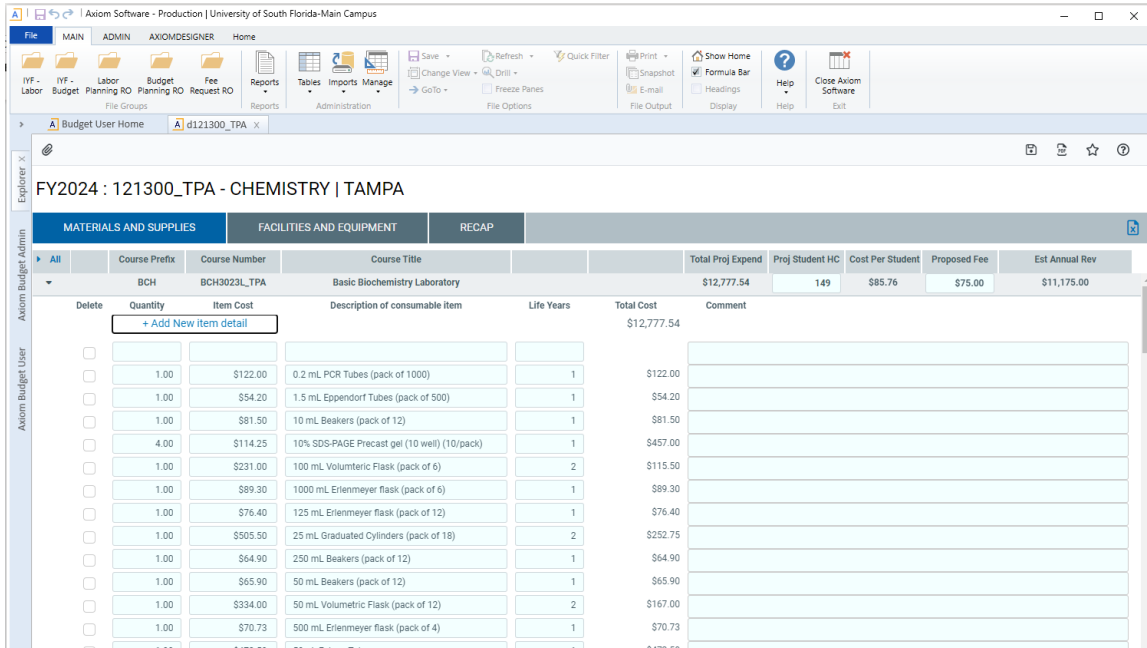 Axiom Software - Production | University of South Florida-Main Campus
File MAIN ADMIN AXIOMDESIGNER Home
IYF - Labor
IYF - Budget
Labor Planning RO
Budget Planning RO
Fee Request RO
File Groups
Reports
Reports
Tables Imports Manage
Administration
Save Refresh Quick Filter
Change View Drill
GoTo Freeze Panes
File Options
Print
Snapshot
E-mail
File Output
Show Home
Formula Bar
Headings
Display
Help
Help
Close Axiom Software
Exit
A Budget User Home A d121300_TPA ×
Explorer
Axiom Budget Admin
Axiom Budget User
PDF
FY2024 : 121300_TPA - CHEMISTRY | TAMPA
MATERIALS AND SUPPLIES FACILITIES AND EQUIPMENT RECAP
All Course Prefix Course Number Course Title Total Proj Expend Proj Student HC Cost Per Student Proposed Fee Est Annual Rev
BCH BCH3023L_TPA Basic Biochemistry Laboratory $12,777.54 149 $85.76 $75.00 $11,175.00
Delete Quantity Item Cost Description of consumable item Life Years Total Cost Comment
+ Add New item detail $12,777.54
1.00 $122.00 0.2 mL PCR Tubes (pack of 1000) 1 $122.00
1.00 $54.20 1.5 mL Eppendorf Tubes (pack of 500) 1 $54.20
1.00 $81.50 10 mL Beakers (pack of 12) 1 $81.50
4.00 $114.25 10% SDS-PAGE Precast gel (10 well) (10/pack) 1 $457.00
1.00 $231.00 100 mL Volumteric Flask (pack of 6) 2 $115.50
1.00 $89.30 1000 mL Erlenmeyer flask (pack of 6) 1 $89.30
1.00 $76.40 125 mL Erlenmeyer flask (pack of 12) 1 $76.40
1.00 $505.50 25 mL Graduated Cylinders (pack of 18) 2 $252.75
1.00 $64.90 250 mL Beakers (pack of 12) 1 $64.90
1.00 $65.90 50 mL Beakers (pack of 12) 1 $65.90
1.00 $334.00 50 mL Volumetric Flask (pack of 12) 2 $167.00
1.00 $70.73 500 mL Erlenmeyer flask (pack of 4) 1 $70.73